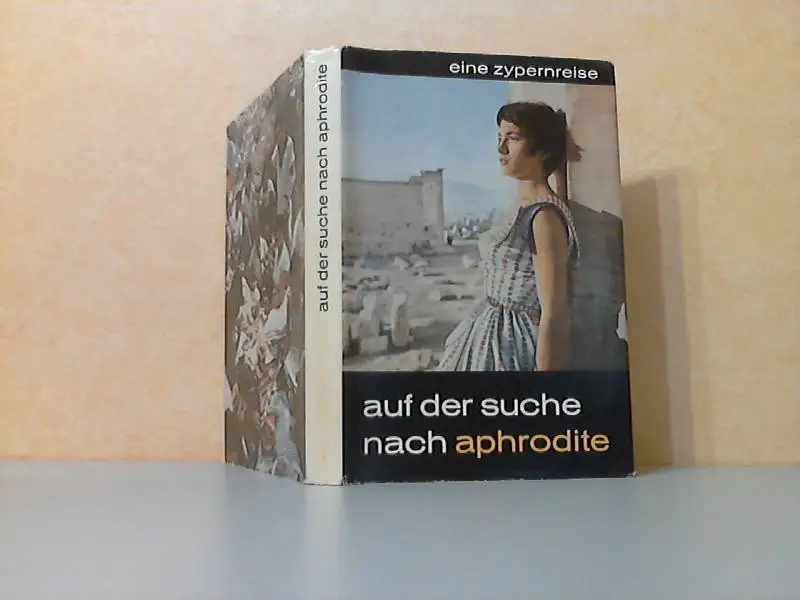 auf der suche nach aphrodite
eine zypernreise
auf der suche
nach aphrodite